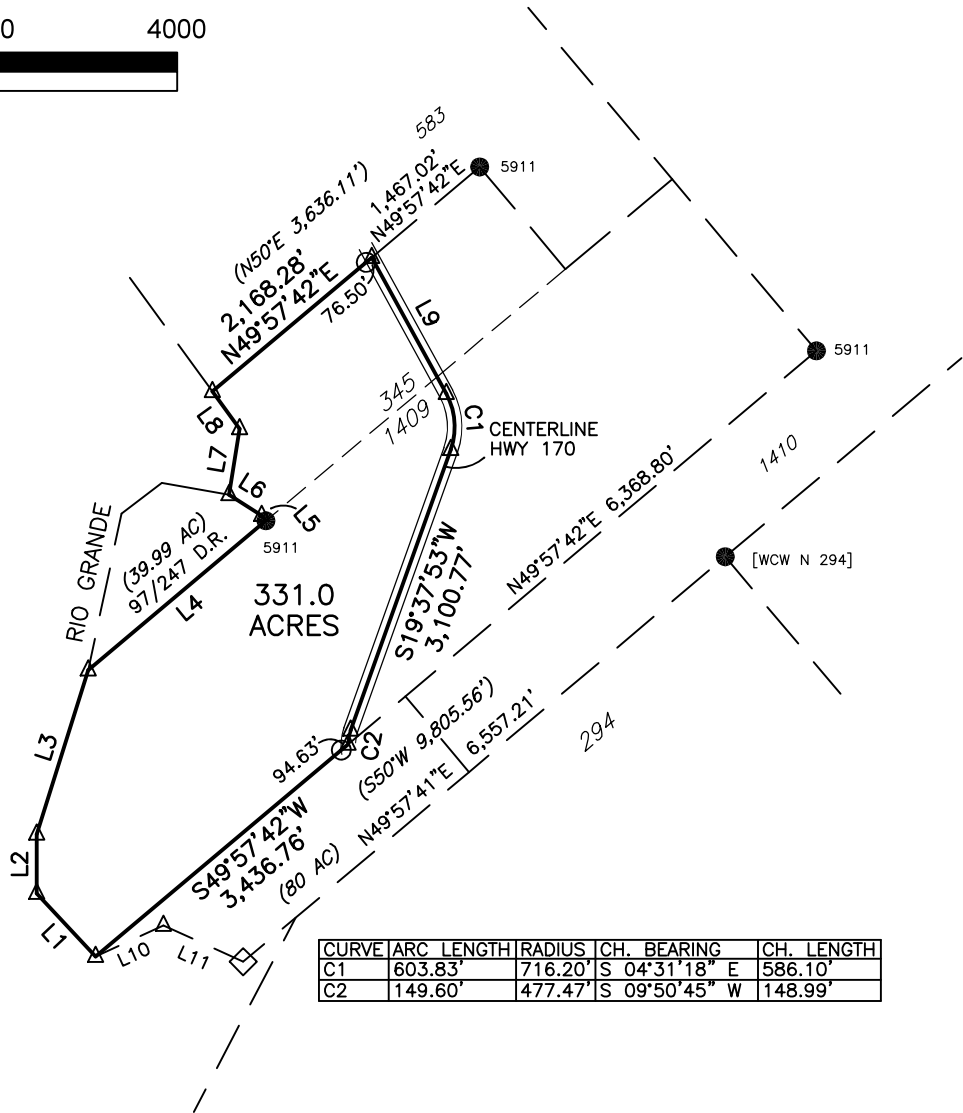 0 4000
583
5911
(N50°E 3,636.11')
1,467.02'
N49°57'42"E
2,168.28'
N49°57'42"E
76.50'
L9
L8
345
1409
C1
CENTERLINE
HWY 170
5911
1410
N49°57'42"E 6,368.80'
L7
L6
L5
5911
RIO GRANDE
(39.99 AC)
97/247 D.R.
L4
331.0
ACRES
S19°37'53"W
3,100.77'
[WCW N 294]
L3
C2
94.63'
(S50°W 9,805.56')
N49°57'41"E 6,557.21'
294
L2
S49°57'42"W
3,436.76'
(80 AC)
L1
L10
L11
CURVE ARC LENGTH RADIUS CH. BEARING CH. LENGTH
C1 603.83' 716.20' S 04°31'18" E 586.10'
C2 149.60' 477.47' S 09°50'45" W 148.99'